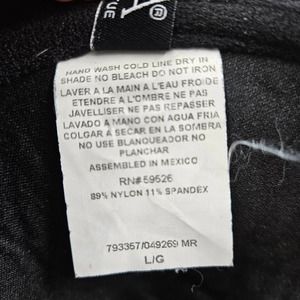 UE
HAND WASH COLD LINE DRY IN
SHADE NO BLEACH DO NOT IRON
LAVER A LA MAIN A L'EAU FROIDE
ETENDRE A L'OMBRE NE PAS
JAVELLISER NE PAS REPASSER
LAVADO A MANO CON AGUA FRIA
COLGAR A SECAR EN LA SOMBRA
NO USE BLANQUEADOR NO
PLANCHAR
ASSEMBLED IN MEXICO
RN# 59526
89% NYLON 11% SPANDEX
793357/049269 MR
L/G